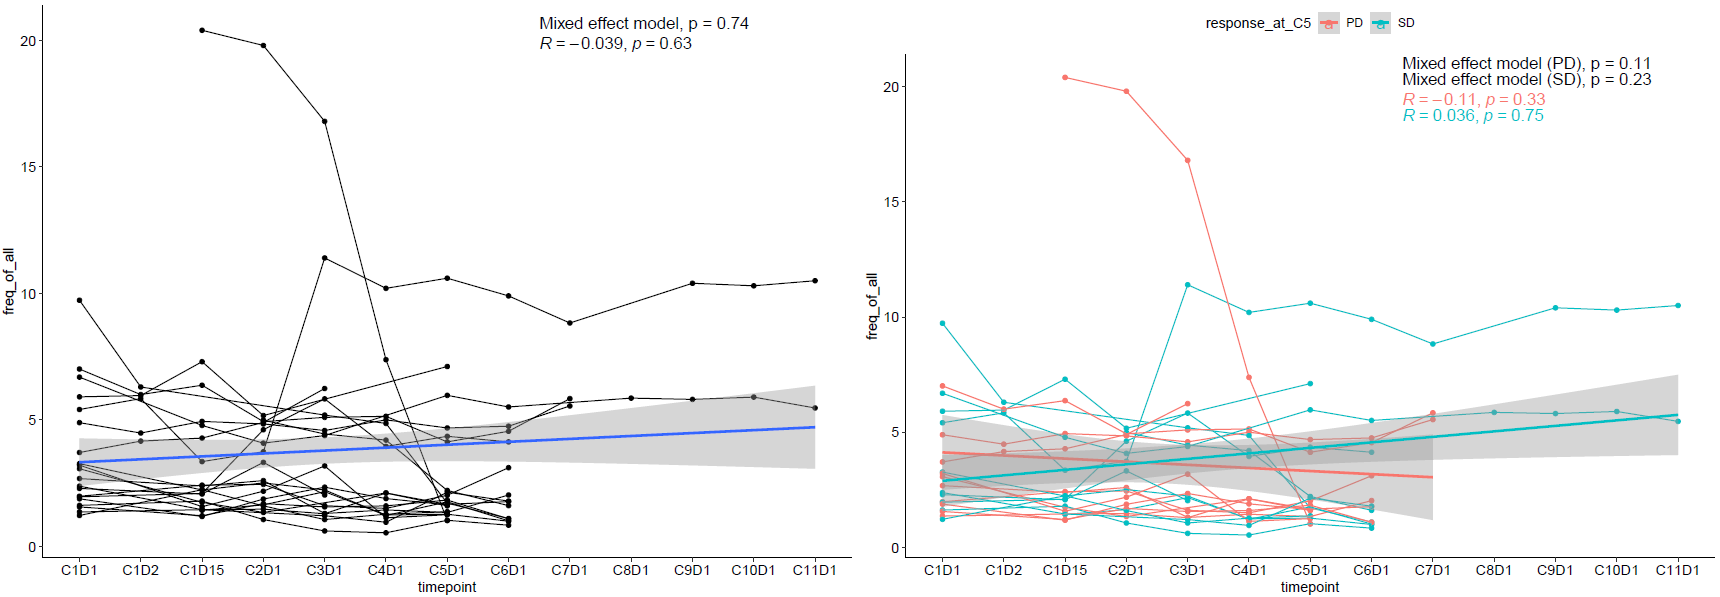 Mixed effect model, p = 0.74
R = −0.039, p = 0.63
20
15
10
5
0
freq_of_all
C1D1 C1D2 C1D15 C2D1 C3D1 C4D1 C5D1 C6D1 C7D1 C8D1 C9D1 C10D1 C11D1
timepoint
response_at_C5 a PD a SD
Mixed effect model (PD), p = 0.11
Mixed effect model (SD), p = 0.23
R = −0.11, p = 0.33
R = 0.036, p = 0.75
20
15
10
5
0
freq_of_all
C1D1 C1D2 C1D15 C2D1 C3D1 C4D1 C5D1 C6D1 C7D1 C8D1 C9D1 C10D1 C11D1
timepoint